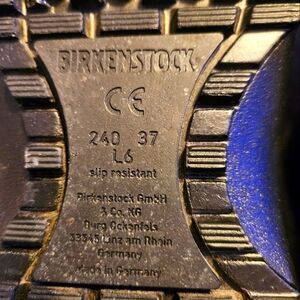 BIRKENSTOCK
CE
240 37
L6
slip resistant
Birkenstock GmbH
& Co. KG
Burg Ockenfels
53545 Linz am Rhein
Germany
Made in Germany